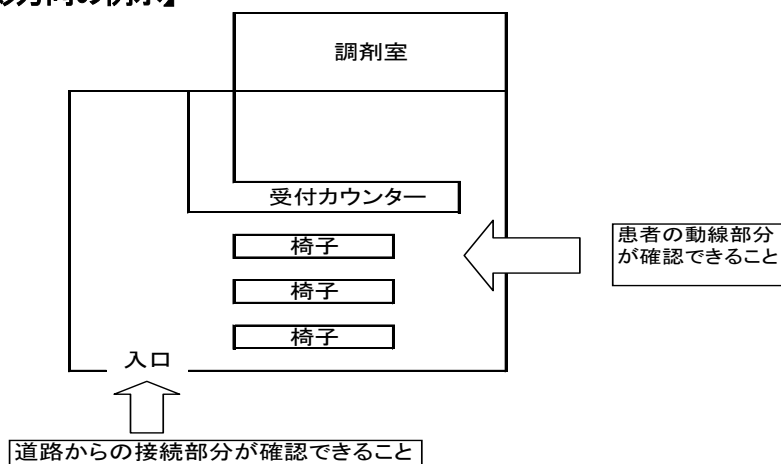 方向の例示】
調剤室
受付カウンター
椅子
椅子
椅子
患者の動線部分
が確認できること
入口
道路からの接続部分が確認できること